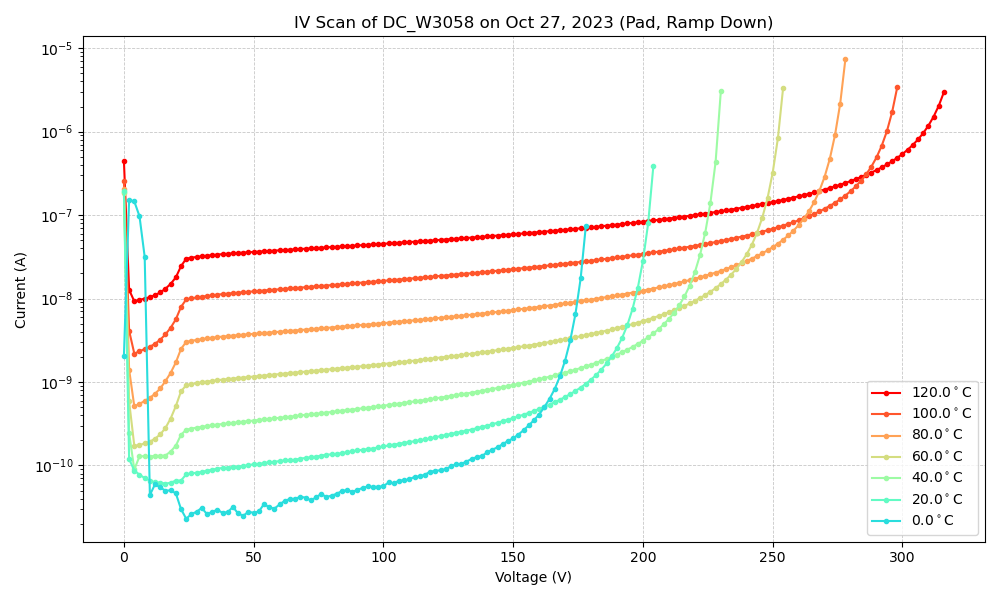 IV Scan of DC_W3058 on Oct 27, 2023 (Pad, Ramp Down)
Current (A)
10⁻⁵
10⁻⁶
10⁻⁷
10⁻⁸
10⁻⁹
10⁻¹⁰
0 50 100 150 200 250 300
Voltage (V)
120.0°C
100.0°C
80.0°C
60.0°C
40.0°C
20.0°C
0.0°C